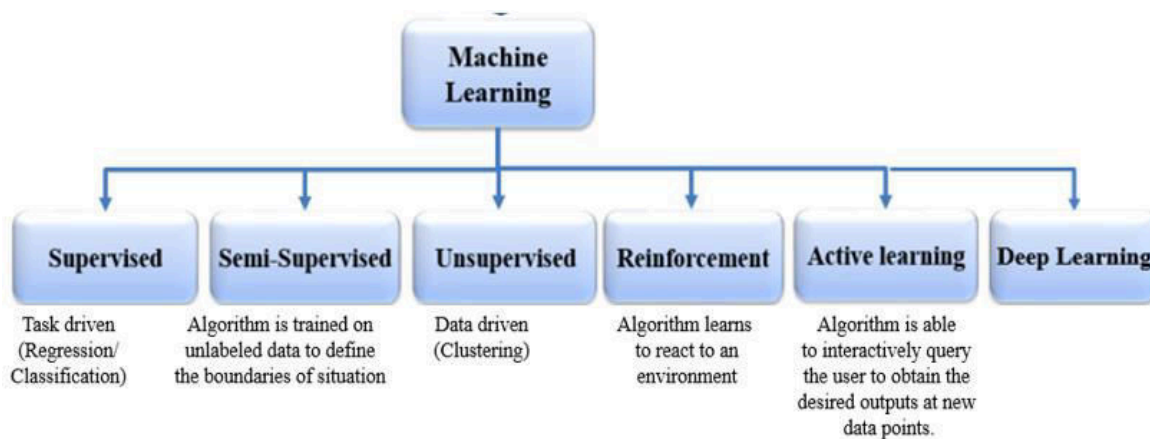 Machine
Learning
Supervised
Semi-Supervised
Unsupervised
Reinforcement
Active learning
Deep Learning
Task driven
(Regression/
Classification)
Algorithm is trained on
unlabeled data to define
the boundaries of situation
Data driven
(Clustering)
Algorithm learns
to react to an
environment
Algorithm is able
to interactively query
the user to obtain the
desired outputs at new
data points.